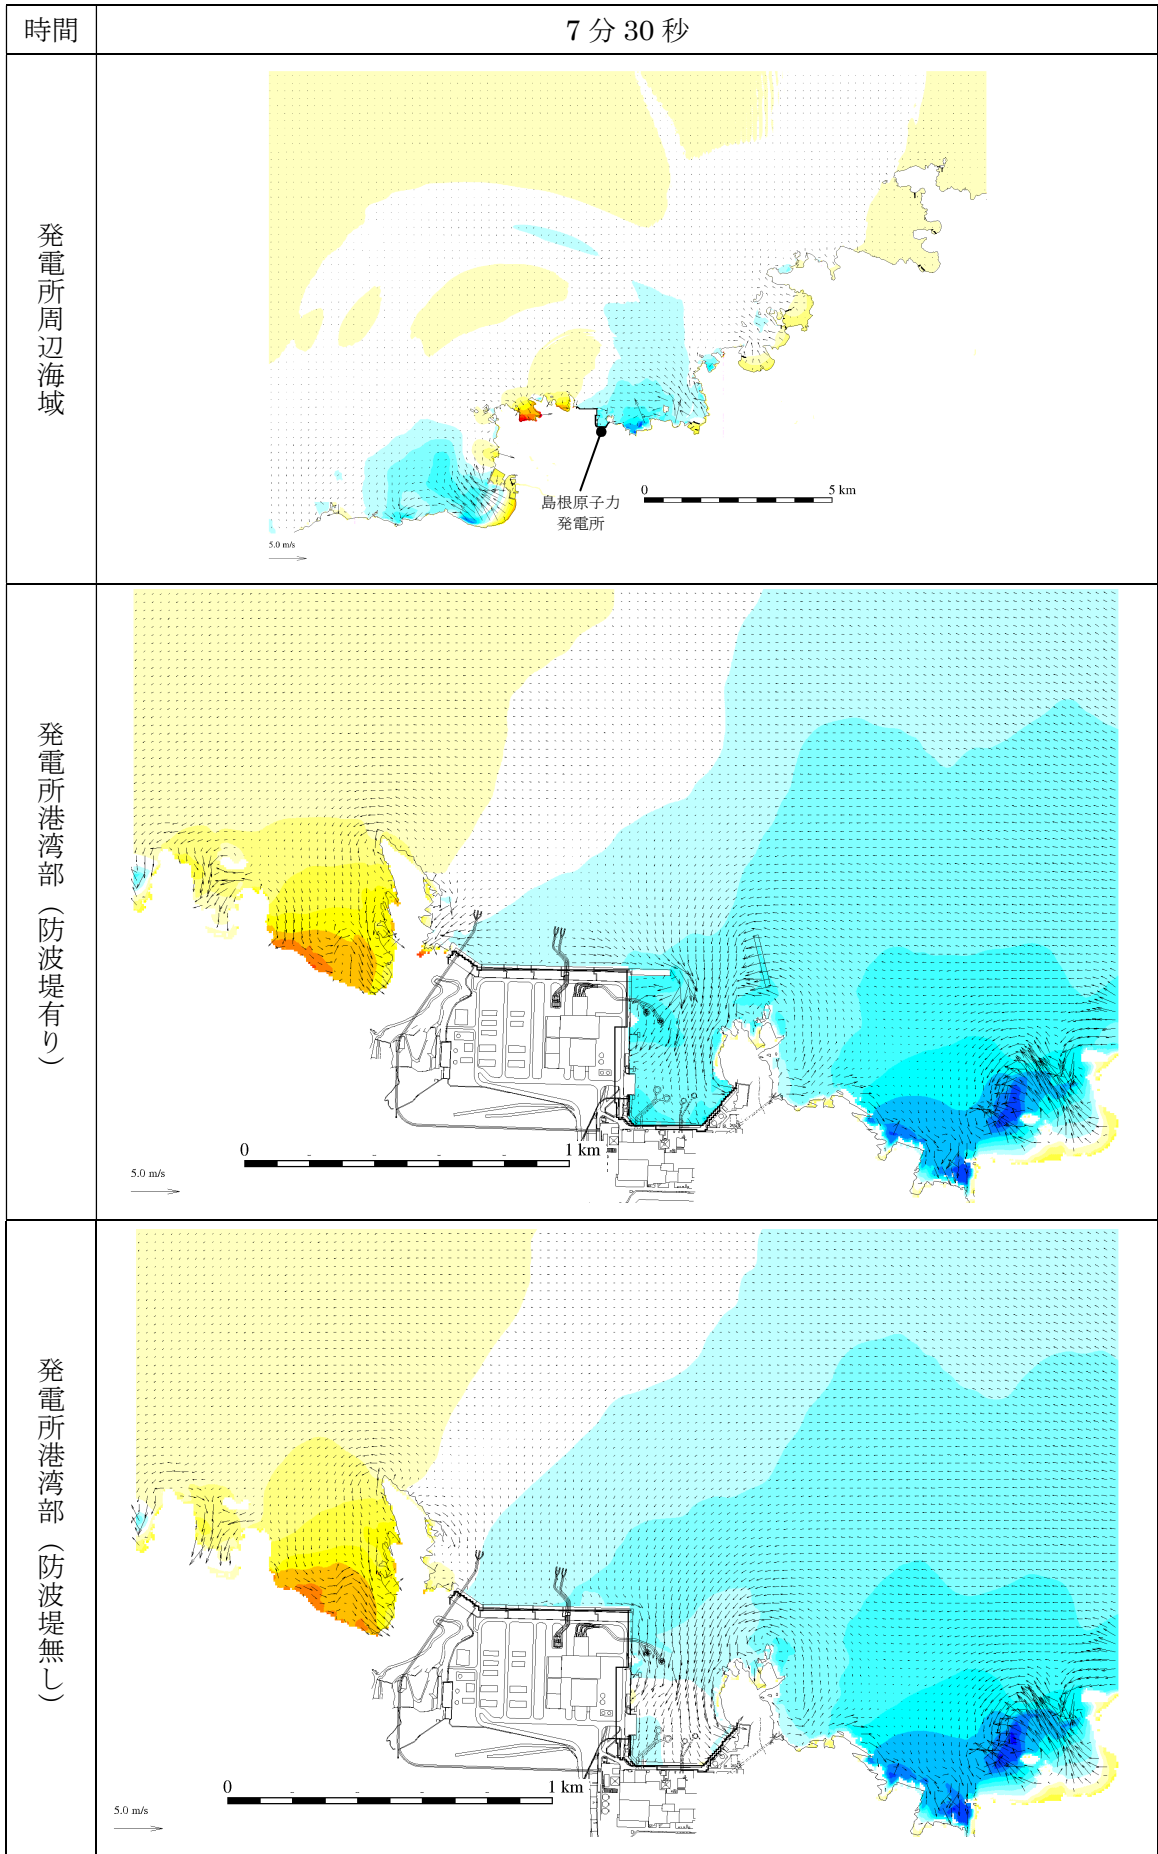 時間
7 分 30 秒
発電所周辺海域
島根原子力
発電所
0
5 km
5.0 m/s
発電所港湾部（防波堤有り）
0
1 km
5.0 m/s
発電所港湾部（防波堤無し）
0
1 km
5.0 m/s